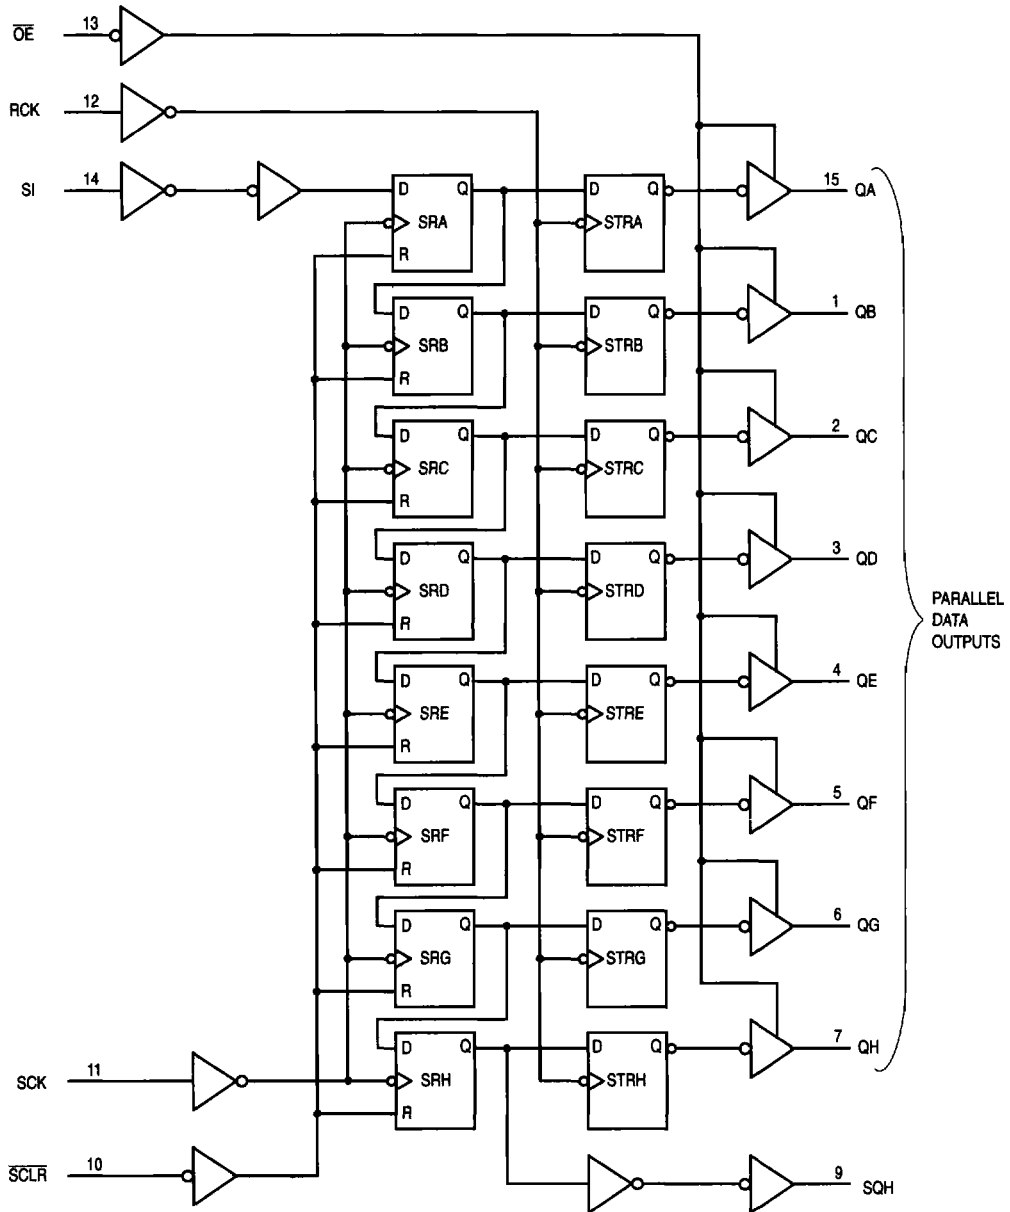 O͞E͞ 13
RCK 12
SI 14
D Q SRA R
D Q STRA
15 QA
D Q SRB R
D Q STRB
1 QB
D Q SRC R
D Q STRC
2 QC
D Q SRD R
D Q STRD
3 QD
D Q SRE R
D Q STRE
4 QE
D Q SRF R
D Q STRF
5 QF
D Q SRG R
D Q STRG
6 QG
D Q SRH R
D Q STRH
7 QH
PARALLEL
DATA
OUTPUTS
SCK 11
S͞C͞L͞R͞ 10
9 SQH